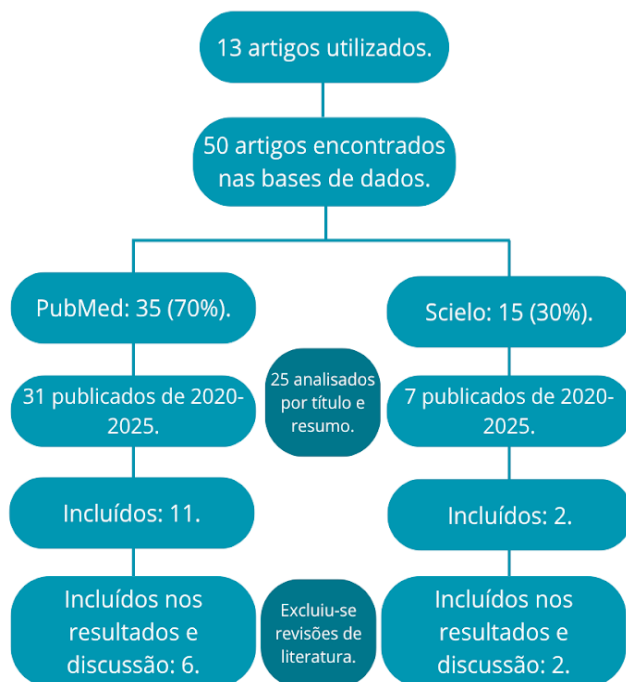 13 artigos utilizados.
50 artigos encontrados
nas bases de dados.
PubMed: 35 (70%).
Scielo: 15 (30%).
31 publicados de 2020-
2025.
25 analisados
por título e
resumo.
7 publicados de 2020-
2025.
Incluídos: 11.
Incluídos: 2.
Incluídos nos
resultados e
discussão: 6.
Excluiu-se
revisões de
literatura.
Incluídos nos
resultados e
discussão: 2.